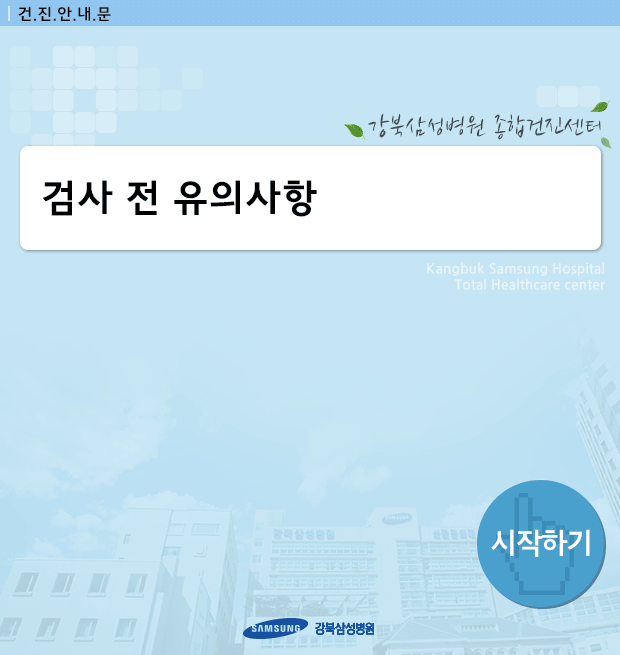 건.진.안.내.문
강북삼성병원 종합건진센터
검사 전 유의사항
Kangbuk Samsung Hospital
Total Healthcare center
시작하기
SAMSUNG 강북삼성병원